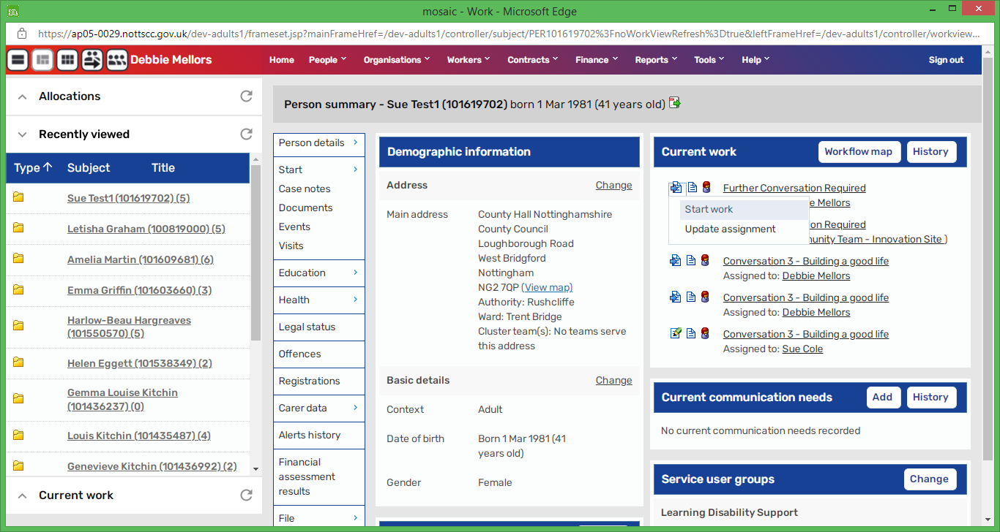 mosaic - Work - Microsoft Edge
https://ap05-0029.nottscc.gov.uk/dev-adults1/frameset.jsp?mainFrameHref=/dev-adults1/controller/subject/PER101619702%3FnoWorkViewRefresh%3Dtrue&leftFrameHref=/dev-adults1/controller/workview...
Debbie Mellors
Home People Organisations Workers Contracts Finance Reports Tools Help Sign out
Allocations
Recently viewed
Type Subject Title
Sue Test1 (101619702) (5)
Letisha Graham (100819000) (5)
Amelia Martin (101609681) (6)
Emma Griffin (101603660) (3)
Harlow-Beau Hargreaves
(101550570) (5)
Helen Eggett (101538349) (2)
Gemma Louise Kitchin
(101436237) (0)
Louis Kitchin (101435487) (4)
Genevieve Kitchin (101436992) (2)
Current work
Person summary - Sue Test1 (101619702) born 1 Mar 1981 (41 years old)
Person details
Start
Case notes
Documents
Events
Visits
Education
Health
Legal status
Offences
Registrations
Carer data
Alerts history
Financial
assessment
results
File
Demographic information
Address Change
Main address County Hall Nottinghamshire
County Council
Loughborough Road
West Bridgford
Nottingham
NG2 7QP (View map)
Authority: Rushcliffe
Ward: Trent Bridge
Cluster team(s): No teams serve
this address
Basic details Change
Context Adult
Date of birth Born 1 Mar 1981 (41
years old)
Gender Female
Current work Workflow map History
Further Conversation Required
e Mellors
Start work
on Required
Update assignment
nunity Team - Innovation Site )
Conversation 3 - Building a good life
Assigned to: Debbie Mellors
Conversation 3 - Building a good life
Assigned to: Debbie Mellors
Conversation 3 - Building a good life
Assigned to: Sue Cole
Current communication needs Add History
No current communication needs recorded
Service user groups Change
Learning Disability Support